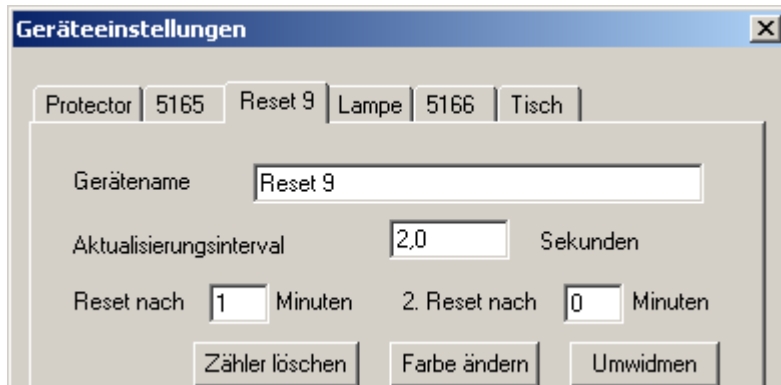 Geräteeinstellungen
Protector 5165 Reset 9 Lampe 5166 Tisch
Gerätename Reset 9
Aktualisierungsinterval 2,0 Sekunden
Reset nach 1 Minuten 2. Reset nach 0 Minuten
Zähler löschen Farbe ändern Umwidmen